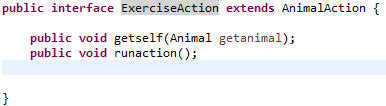 public interface ExerciseAction extends AnimalAction {
public void getself(Animal getanimal);
public void runaction();
}